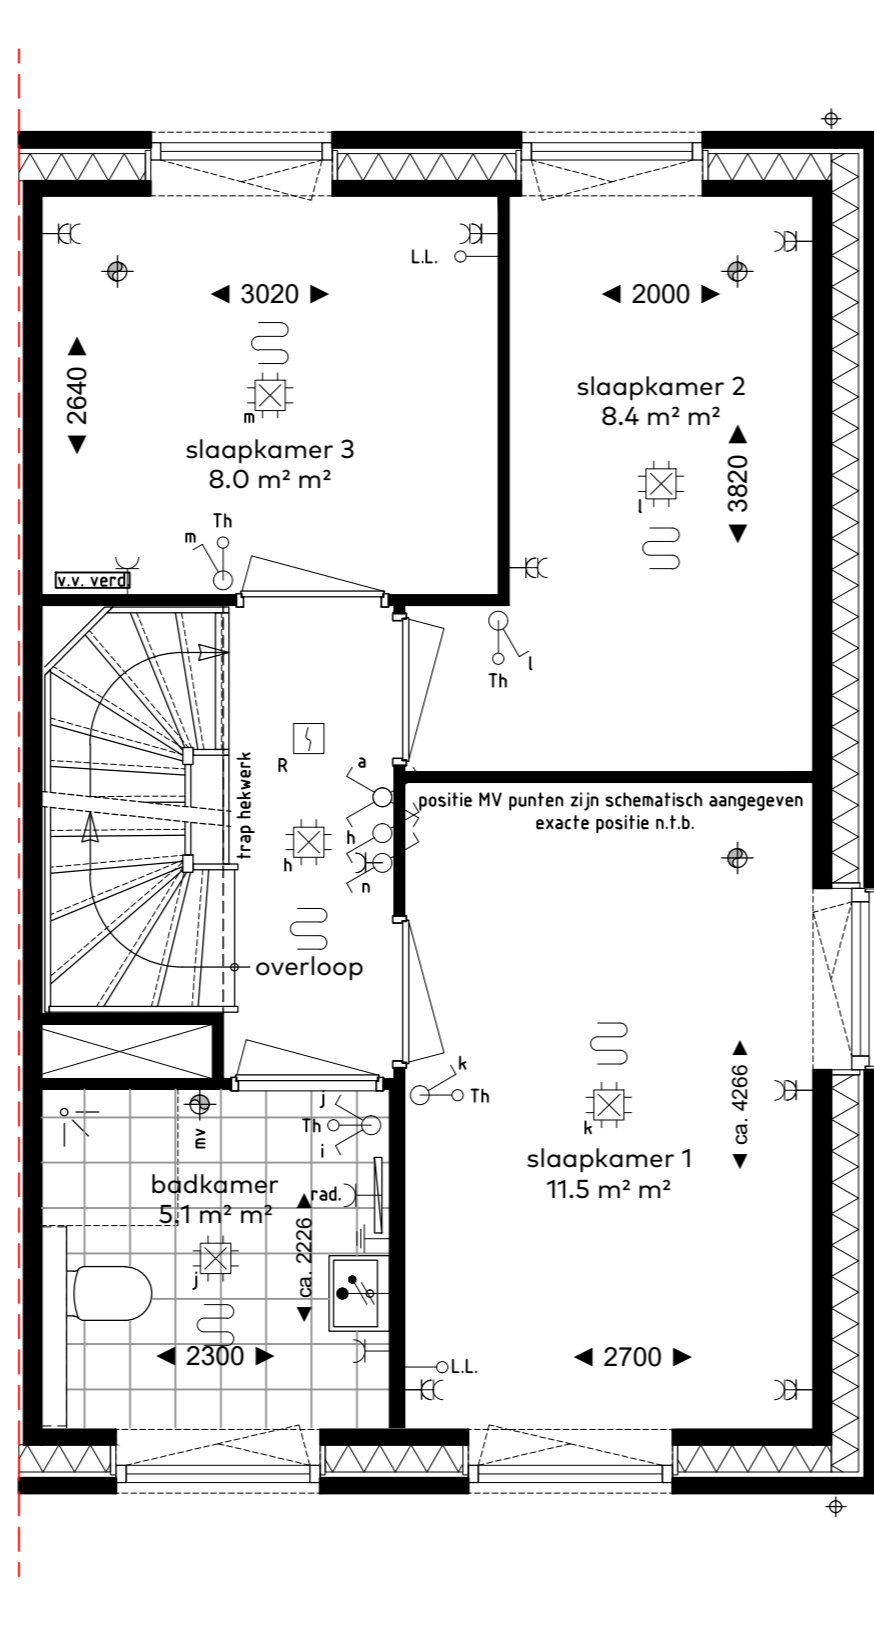 L.L.
3020
2000
2640
slaapkamer 2
8.4 m² m²
m
slaapkamer 3
8.0 m² m²
3820
l
Th
m
v.v. verd.
l
Th
trap hekwerk
R
a
h
h
n
positie MV punten zijn schematisch aangegeven
exacte positie n.t.b.
overloop
k
Th
mv
j
Th
i
k
ca. 4266
slaapkamer 1
11.5 m² m²
badkamer
5.1 m² m²
rad.
ca. 2226
j
2300
2700
L.L.